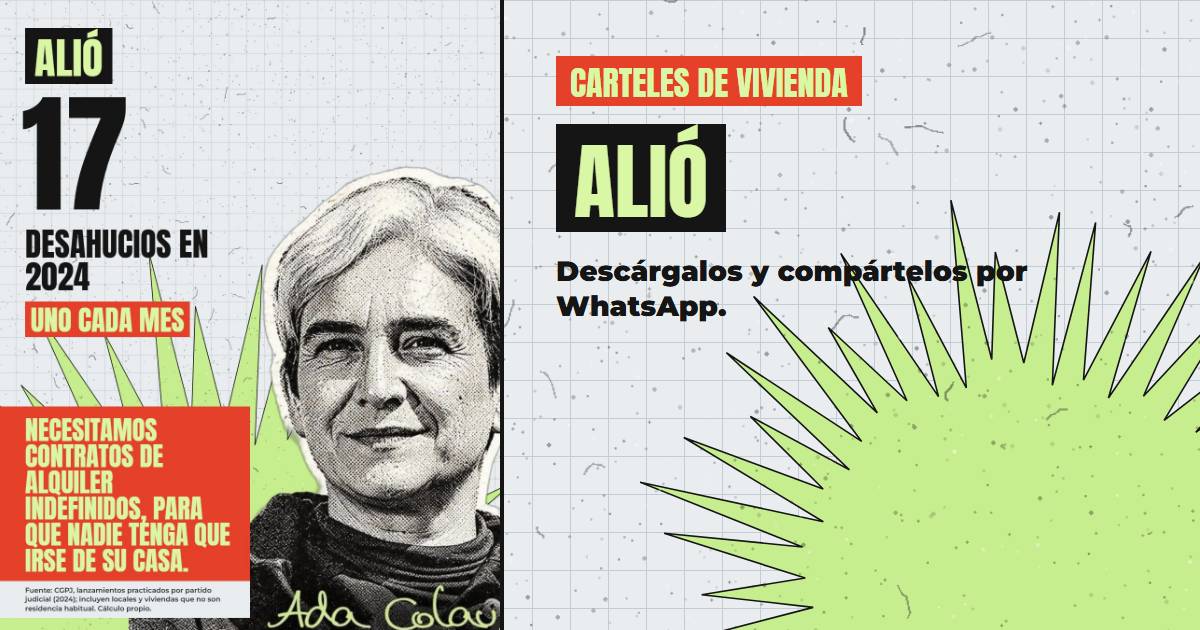 ALIÓ
17
DESAHUCIOS EN
2024
UNO CADA MES
NECESITAMOS
CONTRATOS DE
ALQUILER
INDEFINIDOS, PARA
QUE NADIE TENGA QUE
IRSE DE SU CASA.
Fuente: CGPJ, lanzamientos practicados por partido
judicial (2024); incluyen locales y viviendas que no son
residencia habitual. Cálculo propio.
Ada Colau
CARTELES DE VIVIENDA
ALIÓ
Descárgalos y compártelos por
WhatsApp.